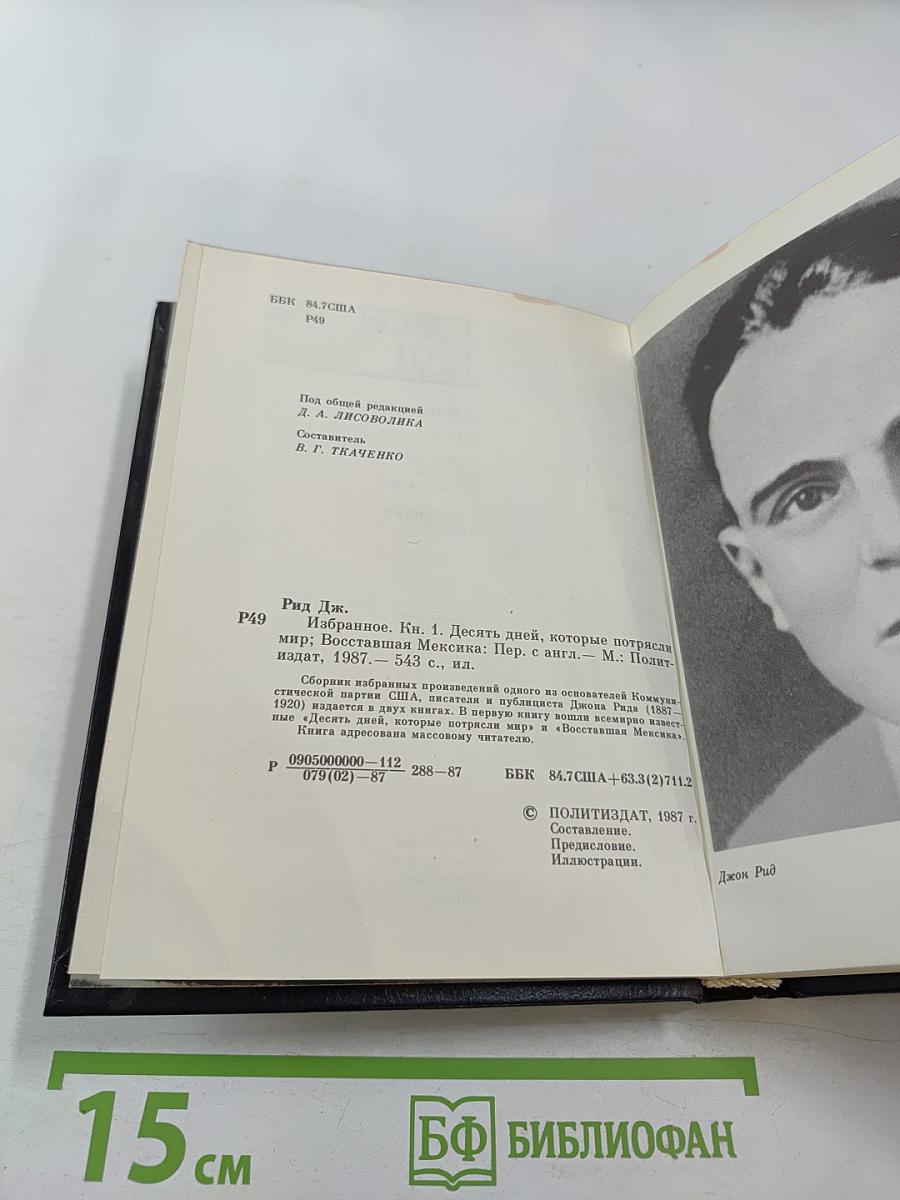 ББК 84.7США
Р49
Под общей редакцией
Д. А. ЛИСОВОЛИКА
Составитель
В. Г. ТКАЧЕНКО
Рид Дж.
Р49 Избранное. Кн. 1. Десять дней, которые потрясли
мир; Восставшая Мексика: Пер. с англ.— М.: Полит-
издат, 1987.— 543 с., ил.
Сборник избранных произведений одного из основателей Коммуни-
стической партии США, писателя и публициста Джона Рида (1887—
1920) издается в двух книгах. В первую книгу вошли всемирно извест-
ные «Десять дней, которые потрясли мир» и «Восставшая Мексика».
Книга адресована массовому читателю.
Р 0905000000—112
079(02)—87 288—87 ББК 84.7США+63.3(2)711.2
© ПОЛИТИЗДАТ, 1987 г.
Составление.
Предисловие.
Иллюстрации.
Джон Рид
15 см
БФ БИБЛИОФАН